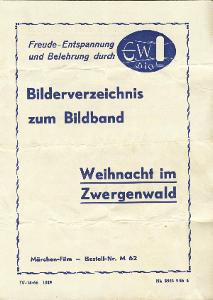 Freude-Entspannung
und Belehrung durch
Bilderverzeichnis
zum Bildband
Weihnacht im
Zwergenwald
Märchen-Film – Bestell-Nr. M 62